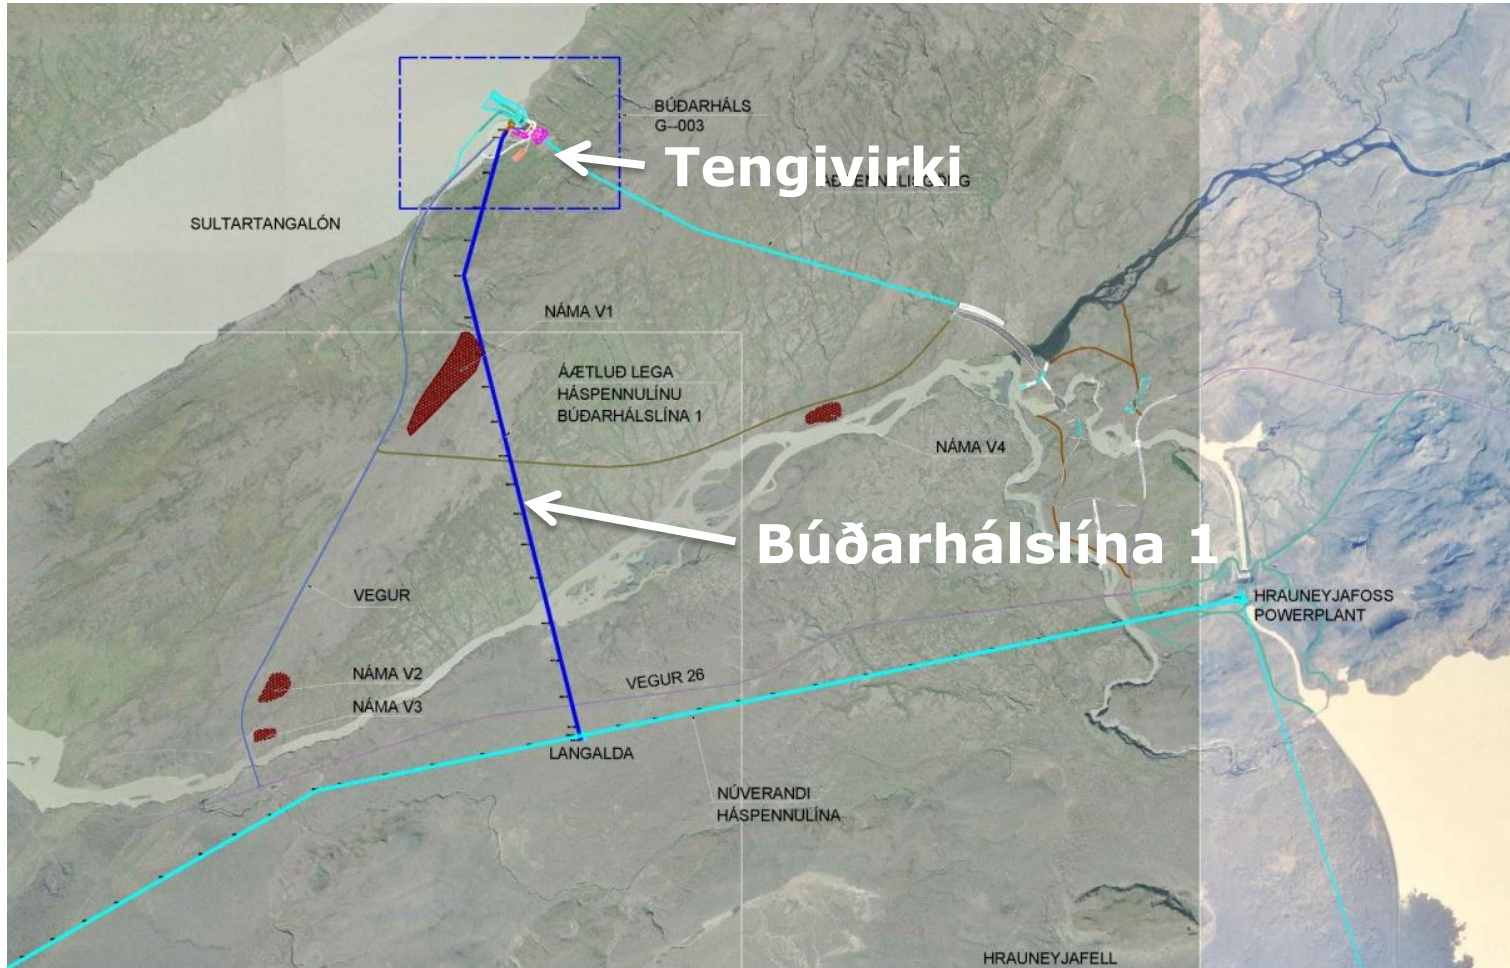 BÚÐARHÁLS
G--003
Tengivirki
SULTARTANGALÓN
NÁMA V1
ÁÆTLUÐ LEGA
HÁSPENNULÍNU
BÚÐARHÁLSLÍNA 1
NÁMA V4
Búðarhálslína 1
VEGUR
HRAUNEYJAFOSS
POWERPLANT
NÁMA V2
VEGUR 26
NÁMA V3
LANGALDA
NÚVERANDI
HÁSPENNULÍNA
HRAUNEYJAFELL